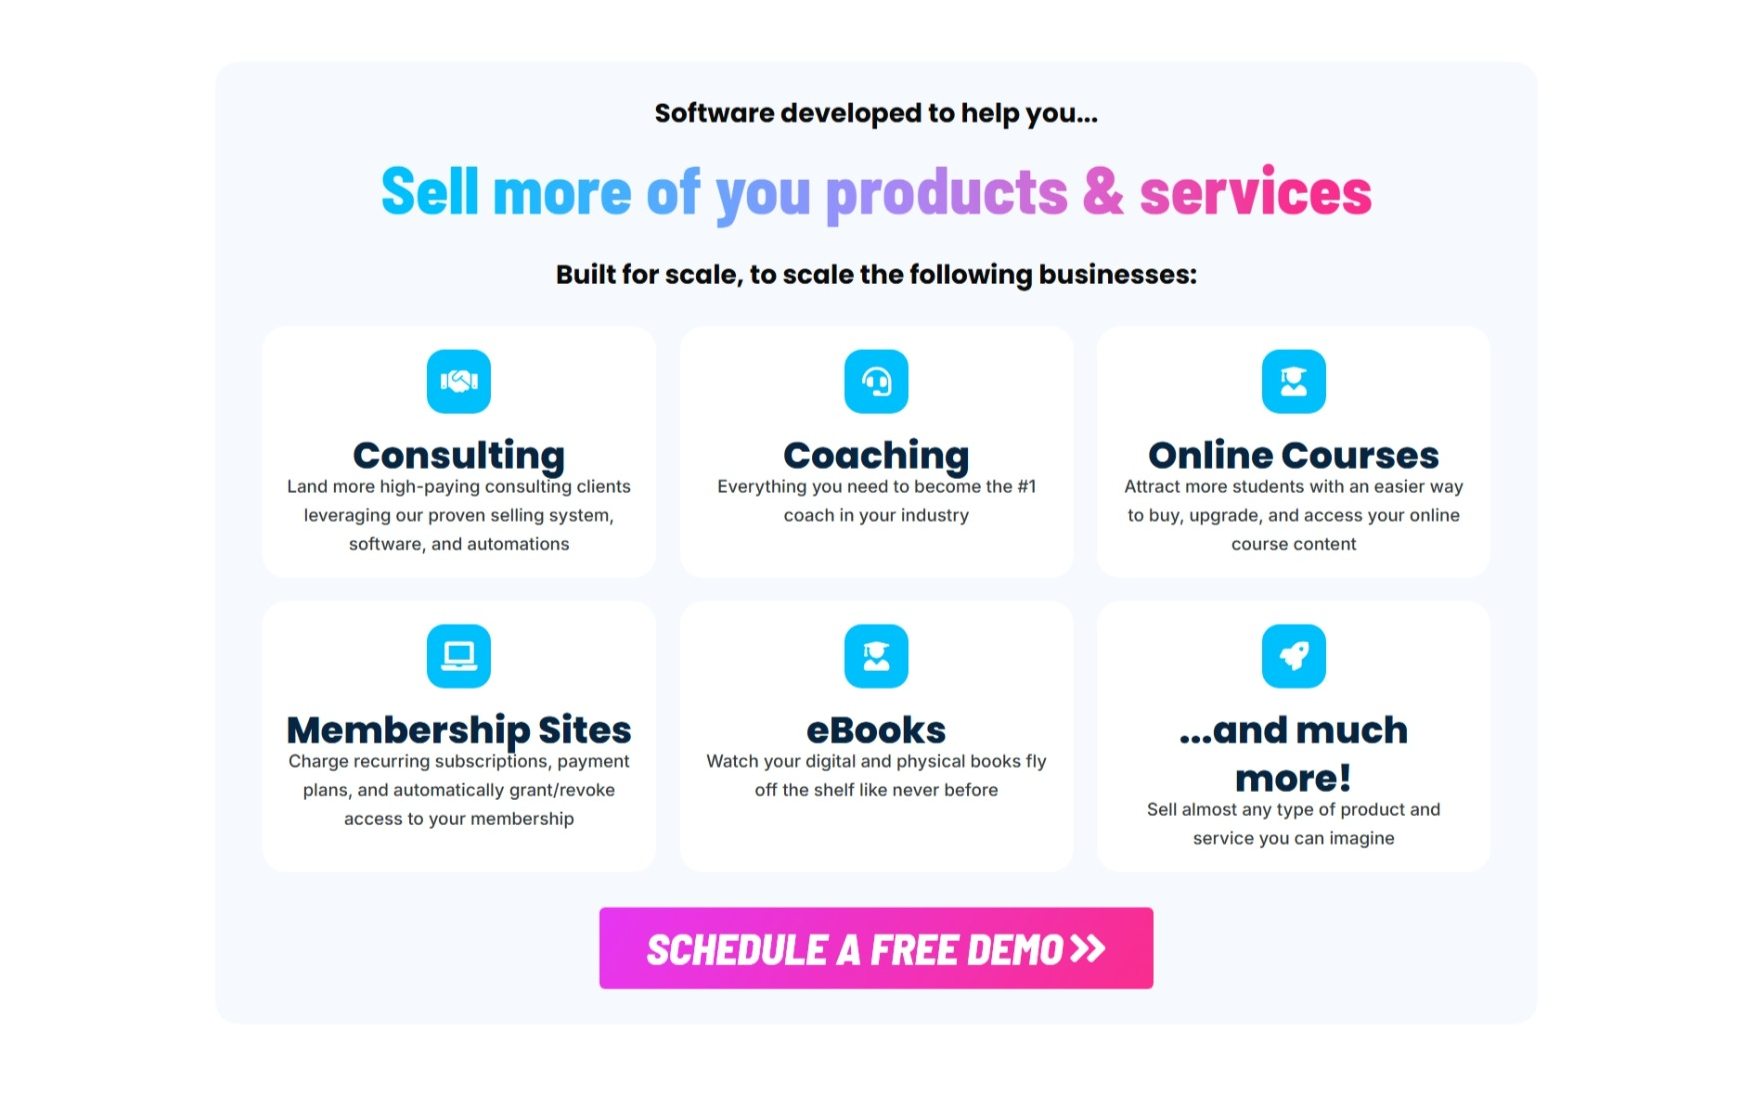 Software developed to help you...
Sell more of you products & services
Built for scale, to scale the following businesses:
Consulting
Land more high-paying consulting clients
leveraging our proven selling system,
software, and automations
Coaching
Everything you need to become the #1
coach in your industry
Online Courses
Attract more students with an easier way
to buy, upgrade, and access your online
course content
Membership Sites
Charge recurring subscriptions, payment
plans, and automatically grant/revoke
access to your membership
eBooks
Watch your digital and physical books fly
off the shelf like never before
...and much
more!
Sell almost any type of product and
service you can imagine
SCHEDULE A FREE DEMO